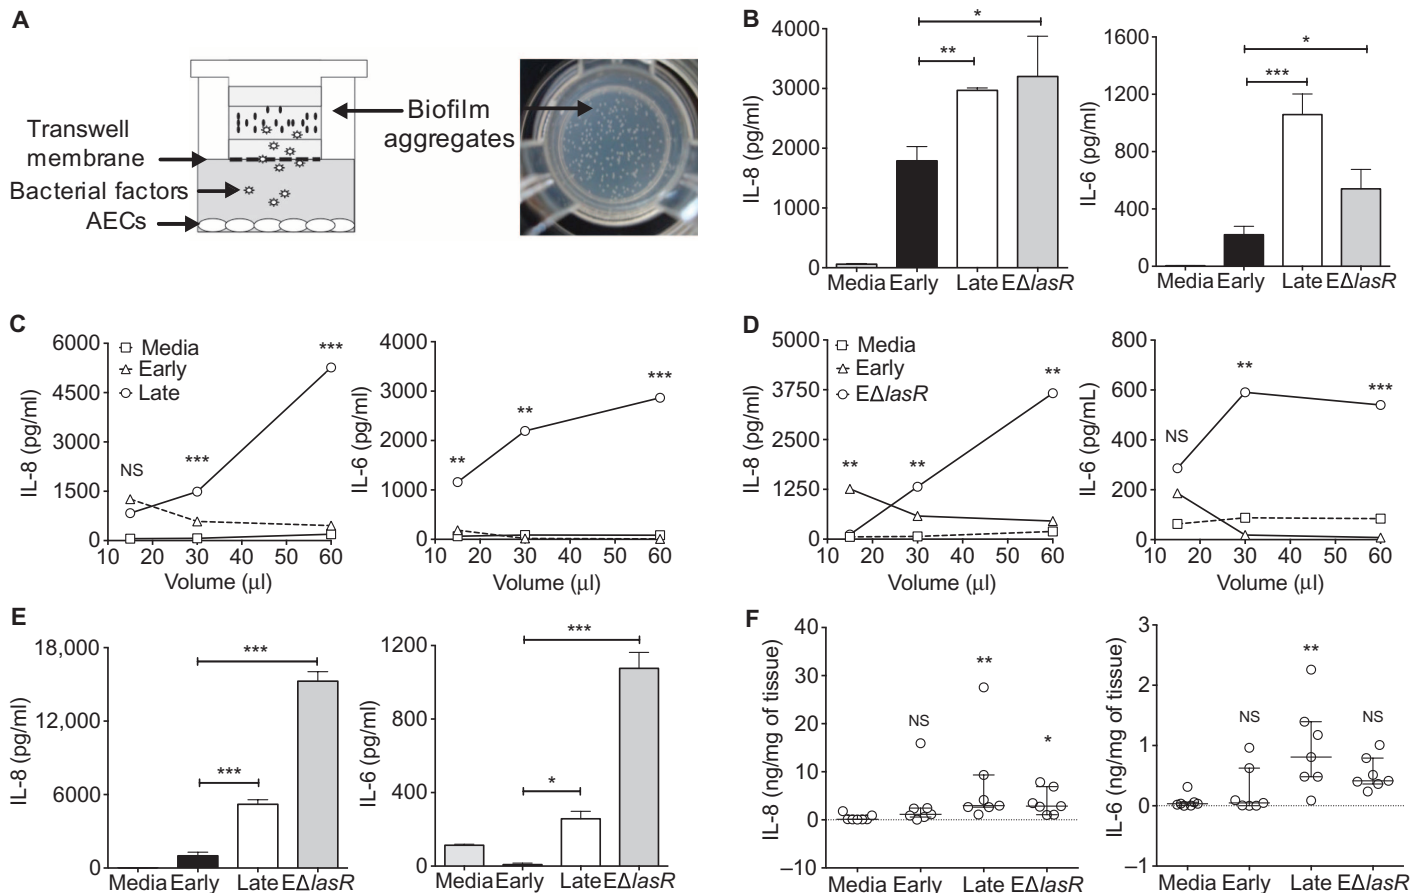 A
Transwell
membrane
Bacterial factors
AECs
Biofilm
aggregates
B
IL-8 (pg/ml)
4000
3000
2000
1000
0
*
**
Media Early Late EΔlasR
IL-6 (pg/ml)
1600
1200
800
400
0
*
***
Media Early Late EΔlasR
C
IL-8 (pg/ml)
6000
4500
3000
1500
0
Media
Early
Late
NS
***
***
10 20 30 40 50 60
Volume (μl)
IL-6 (pg/ml)
4000
3000
2000
1000
0
**
**
***
10 20 30 40 50 60
Volume (μl)
D
IL-8 (pg/ml)
5000
3750
2500
1250
0
Media
Early
EΔlasR
**
**
**
10 20 30 40 50 60
Volume (μl)
IL-6 (pg/mL)
800
600
400
200
0
NS
**
***
10 20 30 40 50 60
Volume (μl)
E
IL-8 (pg/ml)
18,000
12,000
6000
0
***
***
Media Early Late EΔlasR
IL-6 (pg/ml)
1200
800
400
0
***
*
Media Early Late EΔlasR
F
IL-8 (ng/mg of tissue)
40
30
20
10
0
–10
NS
**
*
Media Early Late EΔlasR
IL-6 (ng/mg of tissue)
3
2
1
0
–1
NS
**
NS
Media Early Late EΔlasR